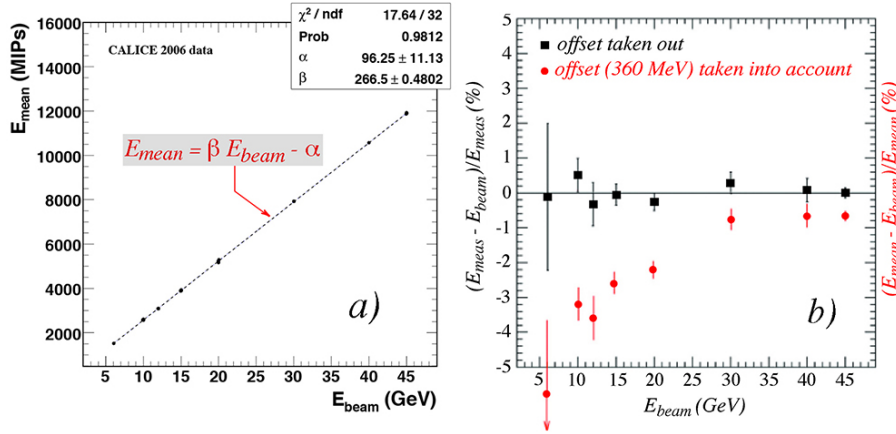 χ² / ndf 17.64 / 32
Prob 0.9812
α 96.25 ± 11.13
β 266.5 ± 0.4802
CALICE 2006 data
E_mean (MIPs)
16000
14000
12000
10000
8000
6000
4000
2000
E_mean = β E_beam - α
a)
5 10 15 20 25 30 35 40 45
E_beam (GeV)
offset taken out
offset (360 MeV) taken into account
(E_meas - E_beam)/E_meas (%)
5
4
3
2
1
0
-1
-2
-3
-4
-5
(E_mean - E_beam)/E_mean (%)
b)
5 10 15 20 25 30 35 40 45
E_beam (GeV)